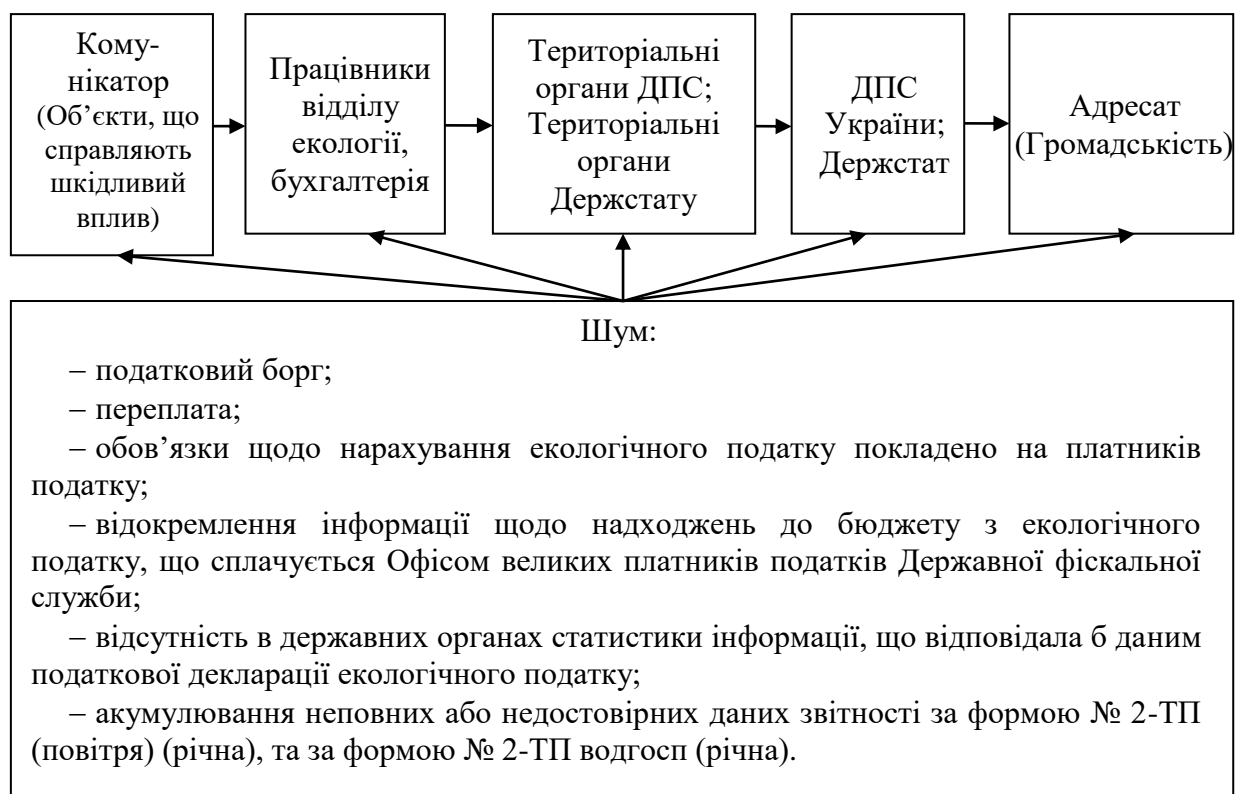 Кому-
нікатор
(Об’єкти, що
справляють
шкідливий
вплив)
Працівники
відділу
екології,
бухгалтерія
Територіальні
органи ДПС;
Територіальні
органи
Держстату
ДПС
України;
Держстат
Адресат
(Громадськість)
Шум:
– податковий борг;
– переплата;
– обов’язки щодо нарахування екологічного податку покладено на платників
податку;
– відокремлення інформації щодо надходжень до бюджету з екологічного
податку, що сплачується Офісом великих платників податків Державної фіскальної
служби;
– відсутність в державних органах статистики інформації, що відповідала б даним
податкової декларації екологічного податку;
– акумулювання неповних або недостовірних даних звітності за формою № 2-ТП
(повітря) (річна), та за формою № 2-ТП водгосп (річна).